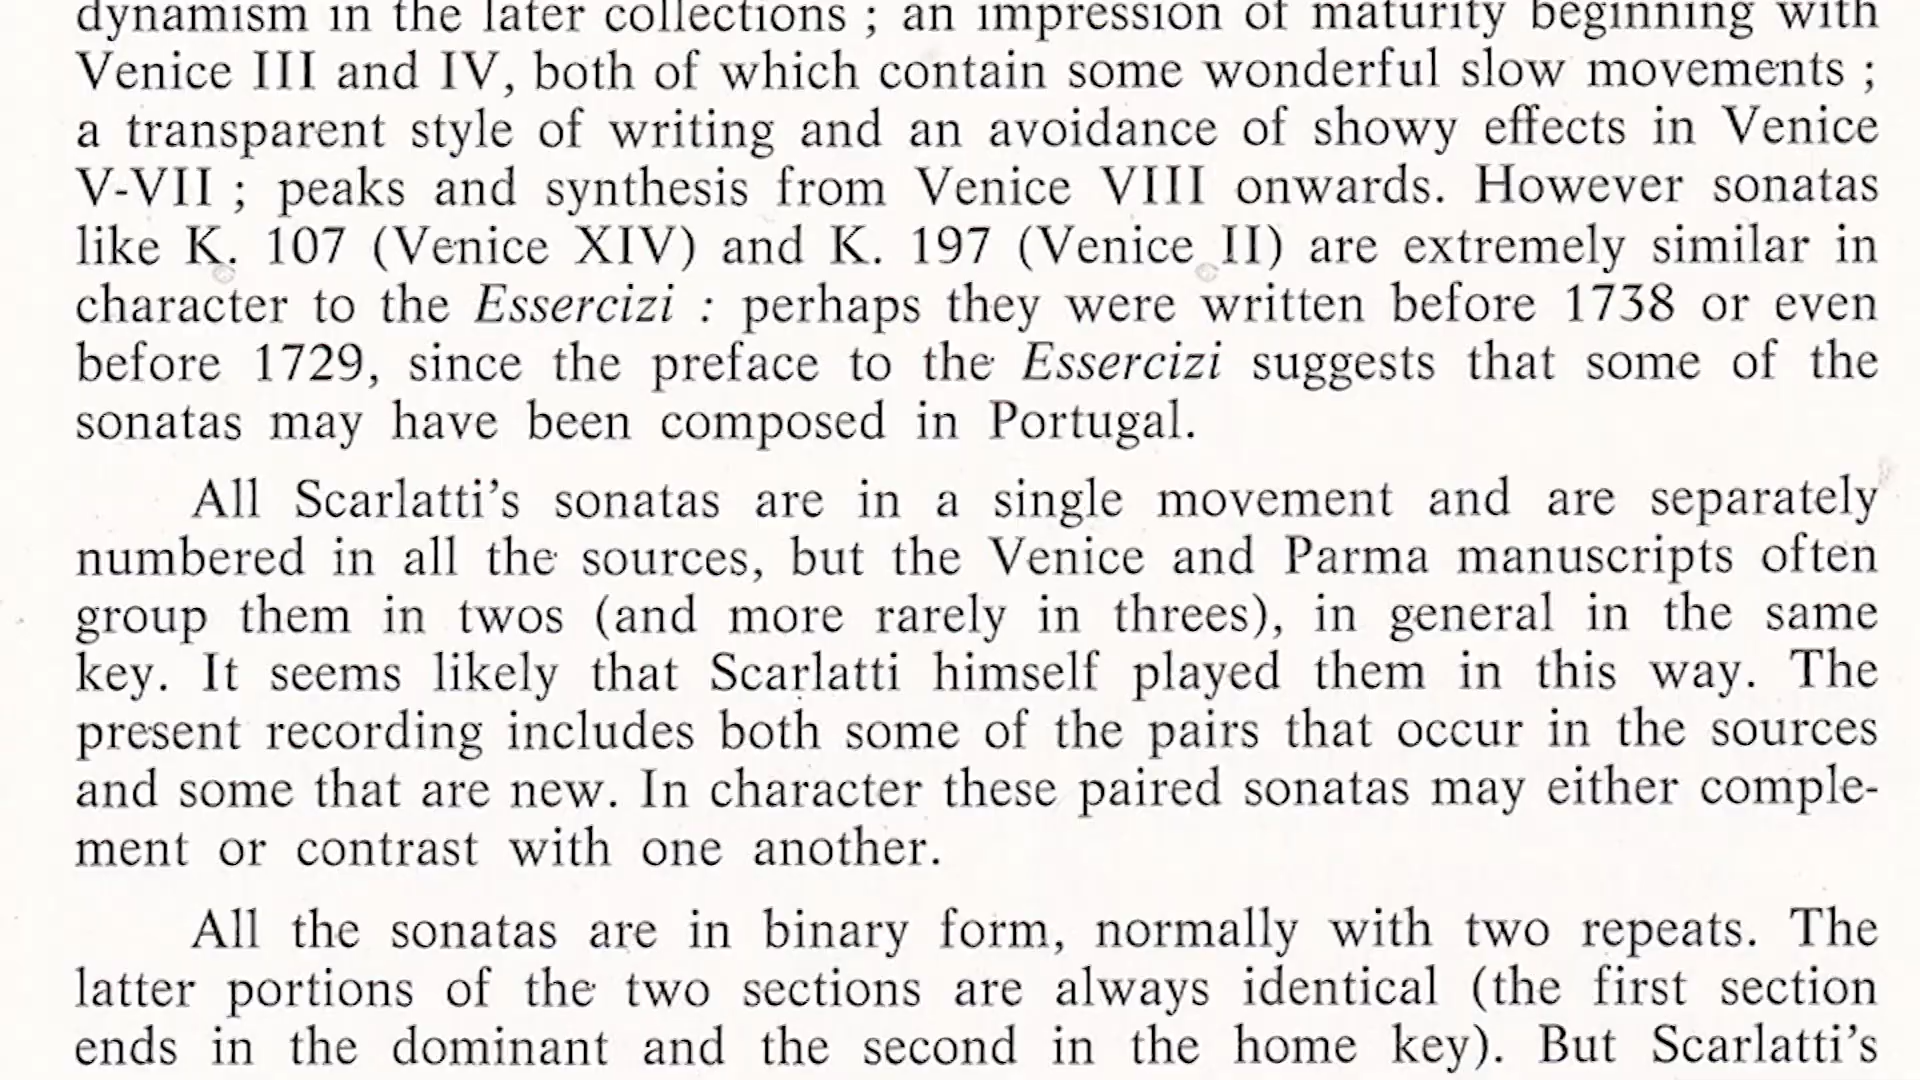 dynamism in the later collections ; an impression of maturity beginning with
Venice III and IV, both of which contain some wonderful slow movements ;
a transparent style of writing and an avoidance of showy effects in Venice
V-VII ; peaks and synthesis from Venice VIII onwards. However sonatas
like K. 107 (Venice XIV) and K. 197 (Venice II) are extremely similar in
character to the Essercizi : perhaps they were written before 1738 or even
before 1729, since the preface to the Essercizi suggests that some of the
sonatas may have been composed in Portugal.
All Scarlatti's sonatas are in a single movement and are separately
numbered in all the sources, but the Venice and Parma manuscripts often
group them in twos (and more rarely in threes), in general in the same
key. It seems likely that Scarlatti himself played them in this way. The
present recording includes both some of the pairs that occur in the sources
and some that are new. In character these paired sonatas may either comple-
ment or contrast with one another.
All the sonatas are in binary form, normally with two repeats. The
latter portions of the two sections are always identical (the first section
ends in the dominant and the second in the home key). But Scarlatti's